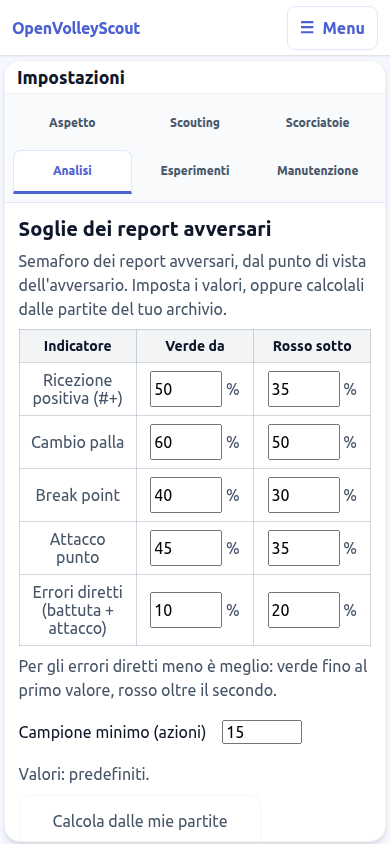 OpenVolleyScout
☰ Menu
Impostazioni
Aspetto
Scouting
Scorciatoie
Analisi
Esperimenti
Manutenzione
Soglie dei report avversari
Semaforo dei report avversari, dal punto di vista
dell'avversario. Imposta i valori, oppure calcolali
dalle partite del tuo archivio.
Indicatore Verde da Rosso sotto
Ricezione
positiva (#+) 50 % 35 %
Cambio palla 60 % 50 %
Break point 40 % 30 %
Attacco
punto 45 % 35 %
Errori diretti
(battuta +
attacco) 10 % 20 %
Per gli errori diretti meno è meglio: verde fino al
primo valore, rosso oltre il secondo.
Campione minimo (azioni) 15
Valori: predefiniti.
Calcola dalle mie partite